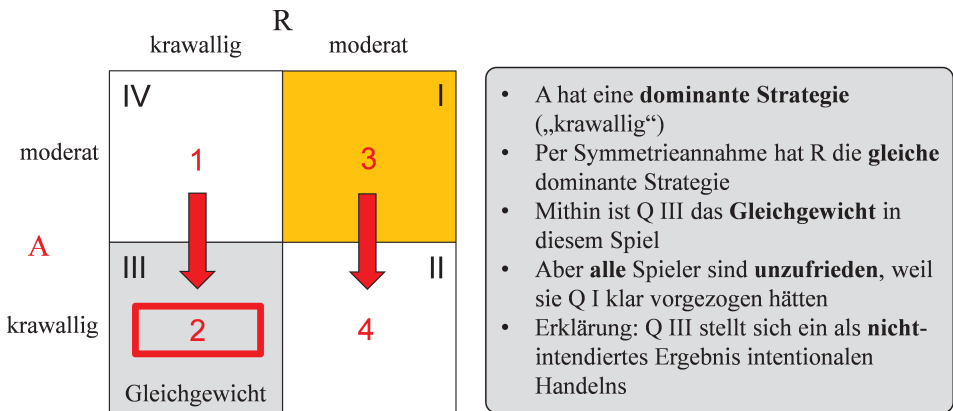 R
krawallig moderat
IV I
moderat 1 3
A
III II
krawallig 2 4
Gleichgewicht
• A hat eine dominante Strategie
(„krawallig“)
• Per Symmetrieannahme hat R die gleiche
dominante Strategie
• Mithin ist Q III das Gleichgewicht in
diesem Spiel
• Aber alle Spieler sind unzufrieden, weil
sie Q I klar vorgezogen hätten
• Erklärung: Q III stellt sich ein als nicht-
intendiertes Ergebnis intentionalen
Handelns